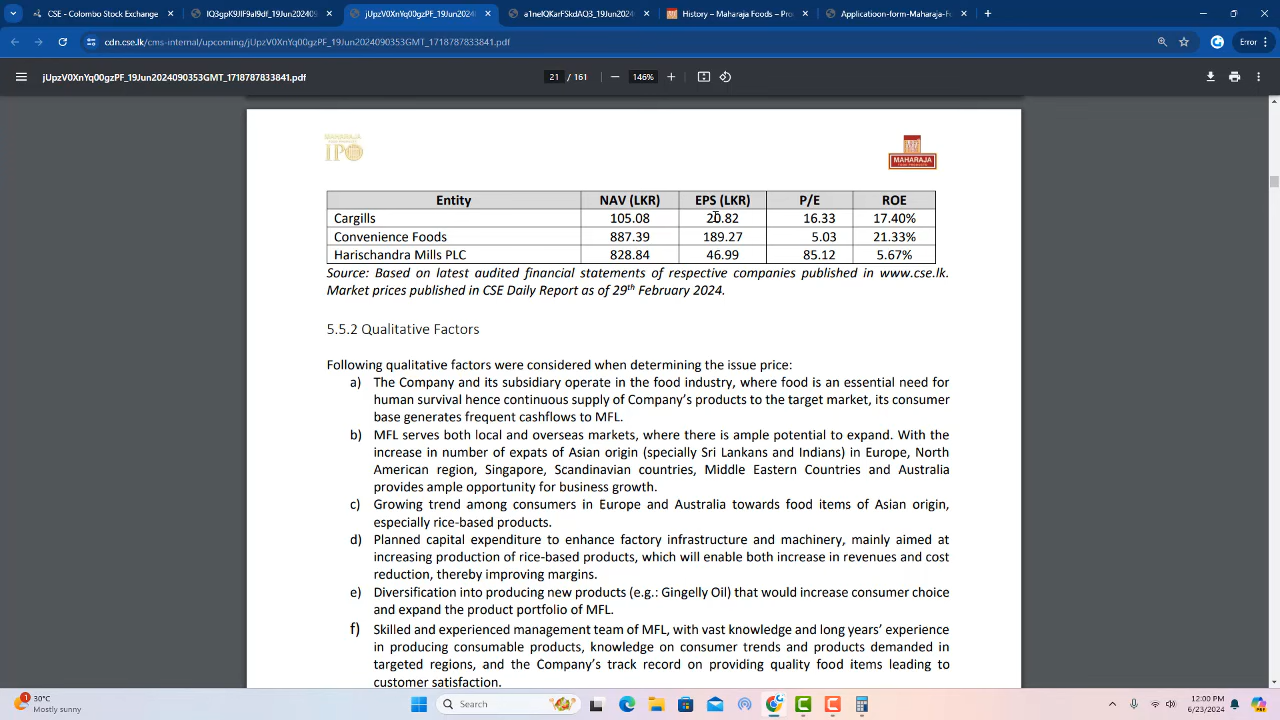 CSE - Colombo Stock Exchange
IQ3gpK9JlF9al9df_19Jun2024
jUpzV0XnYq00gzPF_19Jun2024
a1nelQKarFSkdAO3_19Jun2024
History – Maharaja Foods – Pro
Applicatioon-form-Maharaja-F
cdn.cse.lk/cms-internal/upcoming/jUpzV0XnYq00gzPF_19Jun2024090353GMT_1718787833841.pdf
Error
jUpzV0XnYq00gzPF_19Jun2024090353GMT_1718787833841.pdf
21 / 161
146%
MAHARAJA
IPO
MAHARAJA
Entity NAV (LKR) EPS (LKR) P/E ROE
Cargills 105.08 20.82 16.33 17.40%
Convenience Foods 887.39 189.27 5.03 21.33%
Harischandra Mills PLC 828.84 46.99 85.12 5.67%
Source: Based on latest audited financial statements of respective companies published in www.cse.lk.
Market prices published in CSE Daily Report as of 29th February 2024.
5.5.2 Qualitative Factors
Following qualitative factors were considered when determining the issue price:
a) The Company and its subsidiary operate in the food industry, where food is an essential need for
human survival hence continuous supply of Company's products to the target market, its consumer
base generates frequent cashflows to MFL.
b) MFL serves both local and overseas markets, where there is ample potential to expand. With the
increase in number of expats of Asian origin (specially Sri Lankans and Indians) in Europe, North
American region, Singapore, Scandinavian countries, Middle Eastern Countries and Australia
provides ample opportunity for business growth.
c) Growing trend among consumers in Europe and Australia towards food items of Asian origin,
especially rice-based products.
d) Planned capital expenditure to enhance factory infrastructure and machinery, mainly aimed at
increasing production of rice-based products, which will enable both increase in revenues and cost
reduction, thereby improving margins.
e) Diversification into producing new products (e.g.: Gingelly Oil) that would increase consumer choice
and expand the product portfolio of MFL.
f) Skilled and experienced management team of MFL, with vast knowledge and long years' experience
in producing consumable products, knowledge on consumer trends and products demanded in
targeted regions, and the Company's track record on providing quality food items leading to
customer satisfaction.
1
30°C
Mostly sunny
Search
12:00 PM
6/23/2024